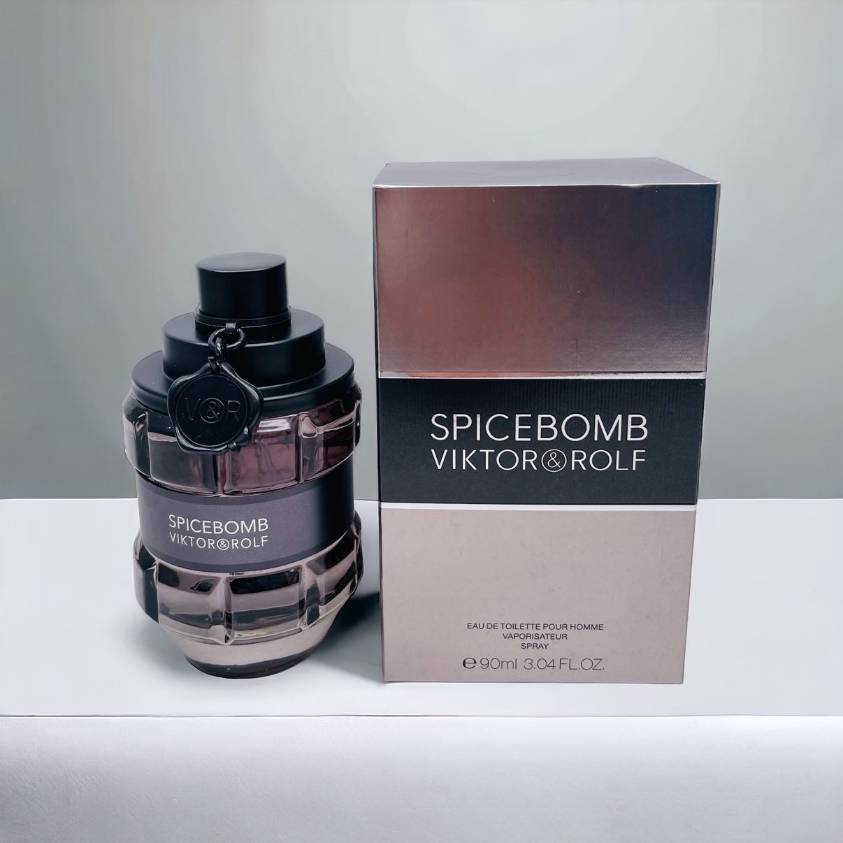 V&R
SPICEBOMB
VIKTOR&ROLF
SPICEBOMB
VIKTOR&ROLF
EAU DE TOILETTE POUR HOMME
VAPORISATEUR
SPRAY
℮ 90ml 3.04 FL.OZ.